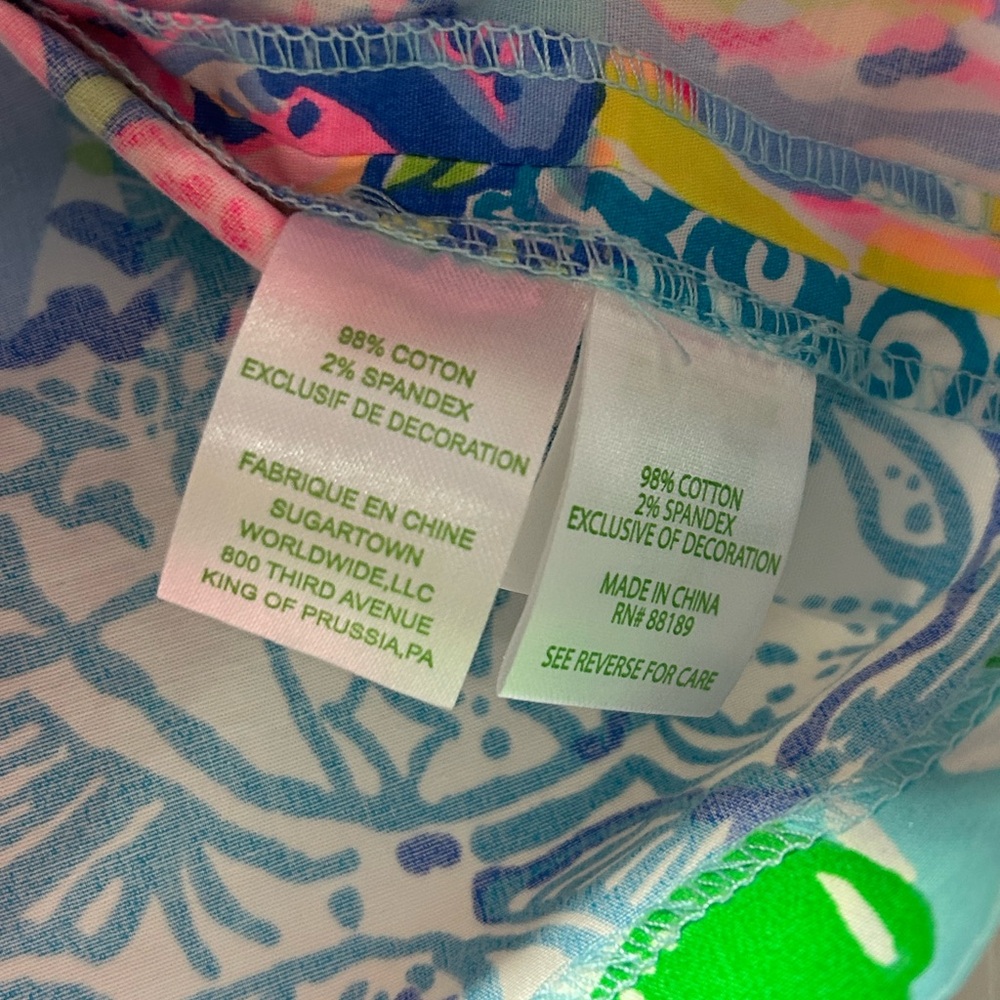 98% COTON
2% SPANDEX
EXCLUSIF DE DECORATION
FABRIQUE EN CHINE
SUGARTOWN
WORLDWIDE,LLC
800 THIRD AVENUE
KING OF PRUSSIA,PA
98% COTTON
2% SPANDEX
EXCLUSIVE OF DECORATION
MADE IN CHINA
RN# 88189
SEE REVERSE FOR CARE